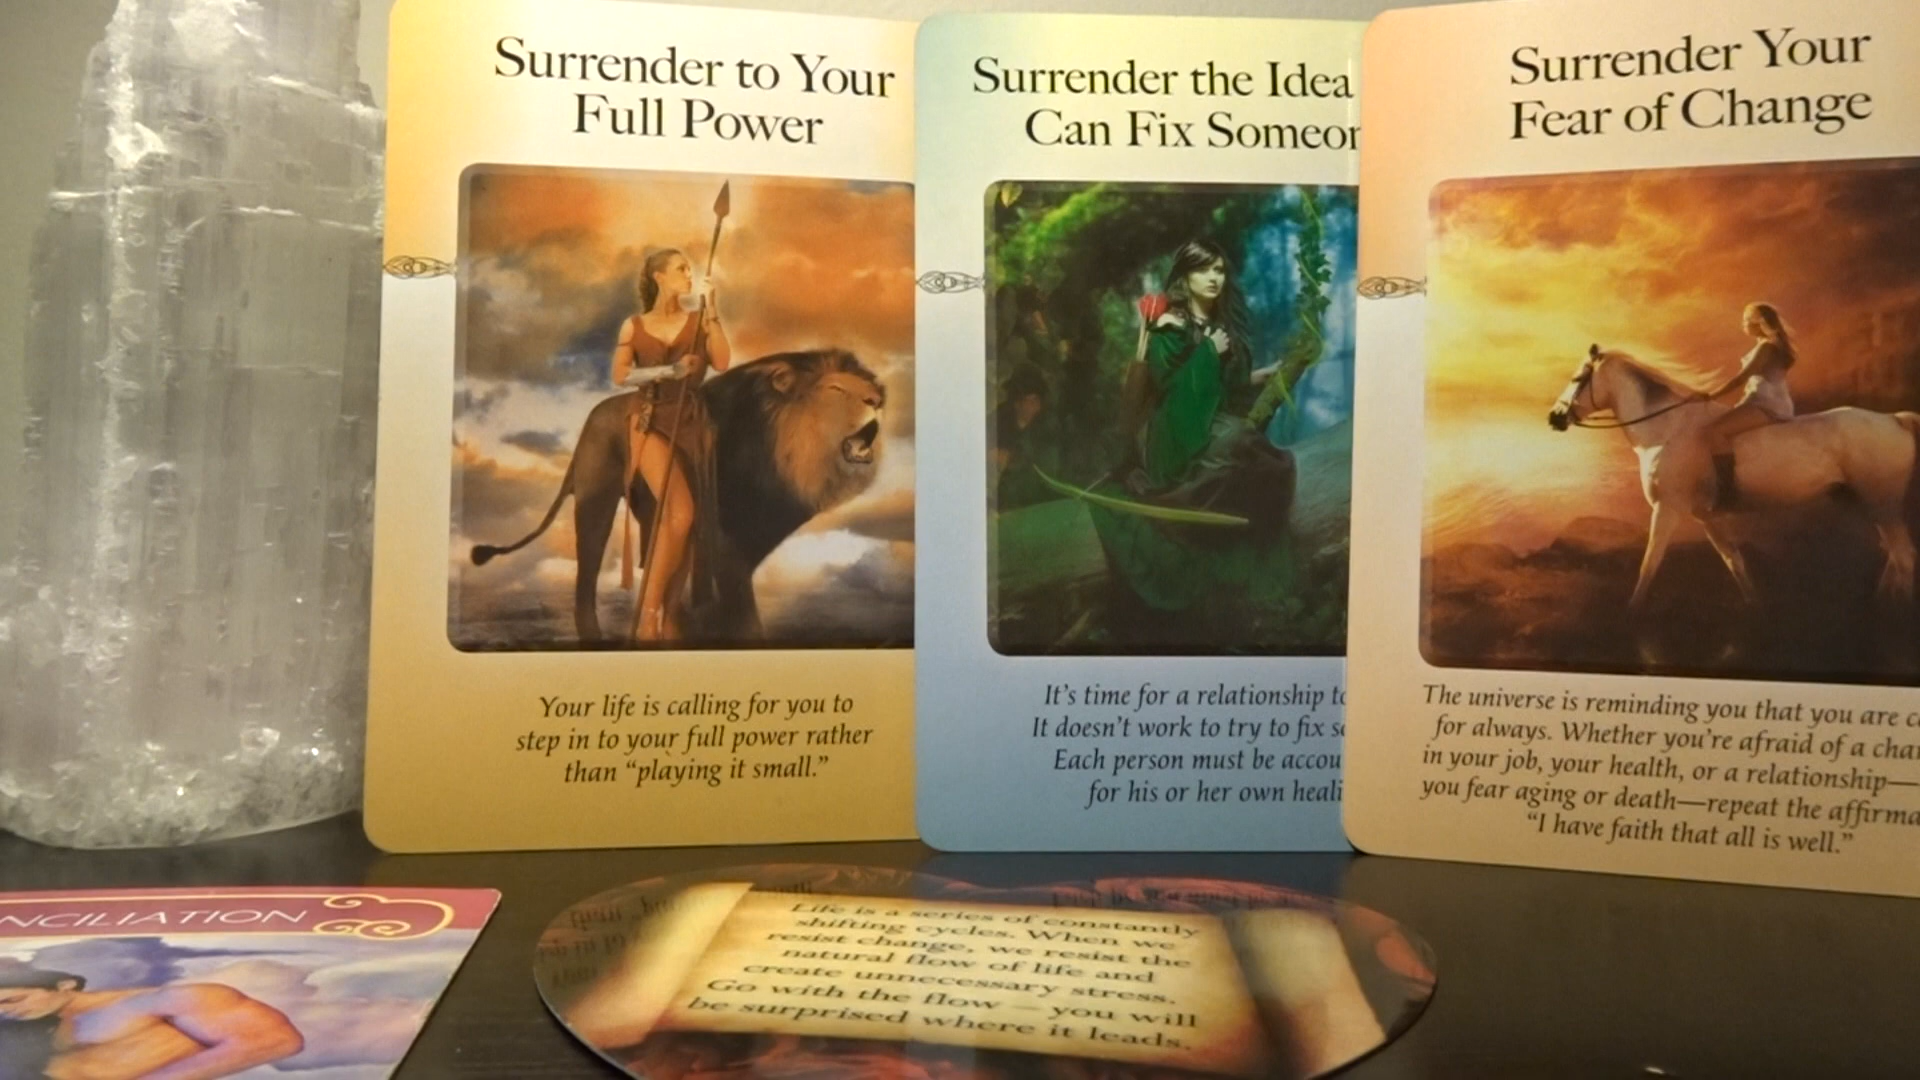 Surrender to Your
Full Power
Your life is calling for you to
step in to your full power rather
than “playing it small.”
Surrender the Idea
Can Fix
It’s time for a relationship
It doesn’t work to try to fix
Each person must be
for his or her own
Surrender Your
Fear of Change
The universe is reminding you that you are
for always. Whether you’re afraid of a
in your job, your health, or a relationship—
you fear aging or death—repeat the
“I have faith that all is well.”
NCILIATION
Life is a series of constantly
shifting cycles. When we
resist change, we resist the
natural flow of life and
create unnecessary stress.
Go with the flow — you will
be surprised where it leads.